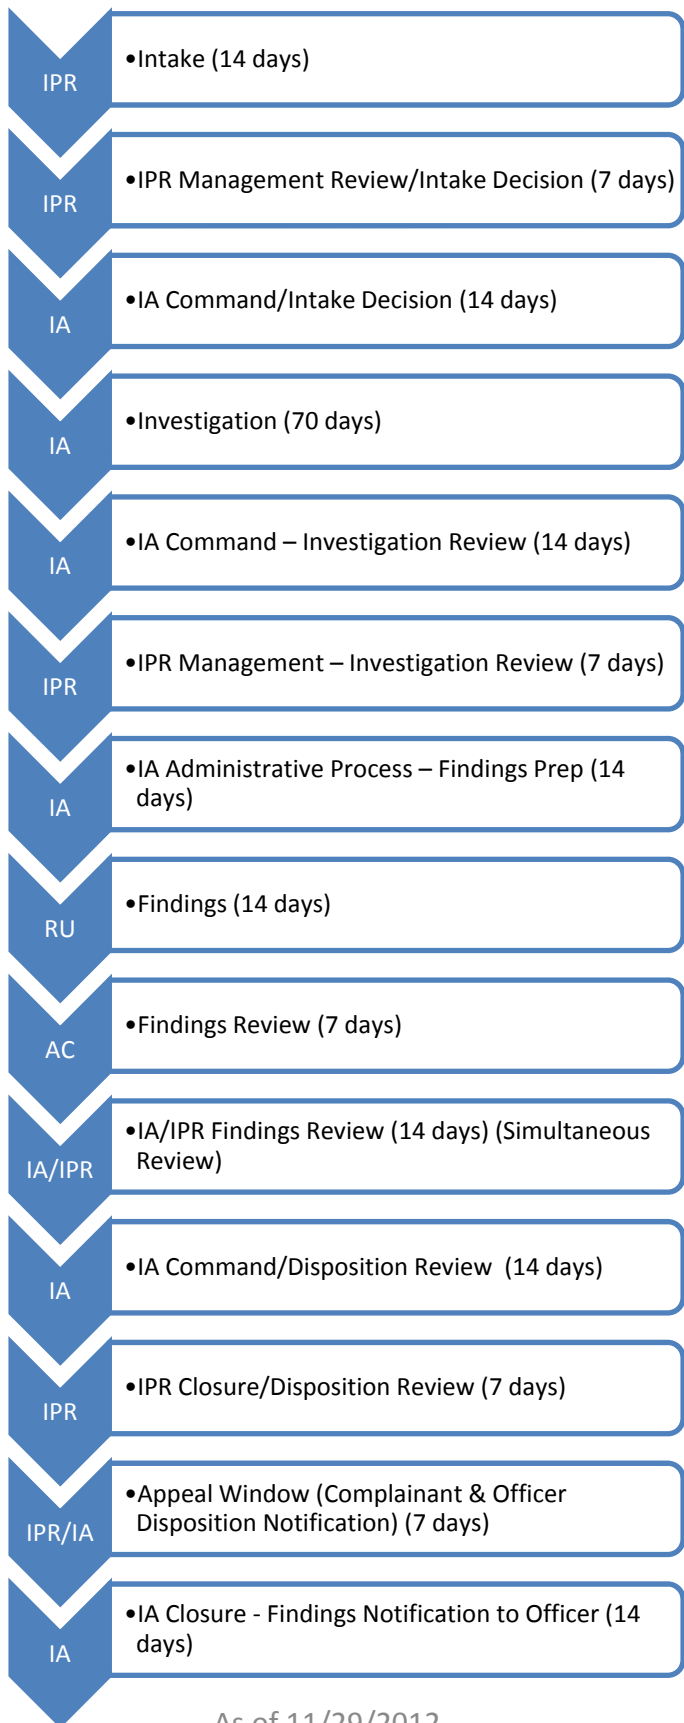 IPR
•Intake (14 days)
IPR
•IPR Management Review/Intake Decision (7 days)
IA
•IA Command/Intake Decision (14 days)
IA
•Investigation (70 days)
IA
•IA Command – Investigation Review (14 days)
IPR
•IPR Management – Investigation Review (7 days)
IA
•IA Administrative Process – Findings Prep (14
days)
RU
•Findings (14 days)
AC
•Findings Review (7 days)
IA/IPR
•IA/IPR Findings Review (14 days) (Simultaneous
Review)
IA
•IA Command/Disposition Review  (14 days)
IPR
•IPR Closure/Disposition Review (7 days)
IPR/IA
•Appeal Window (Complainant & Officer
Disposition Notification) (7 days)
IA
•IA Closure - Findings Notification to Officer (14
days)
As of 11/29/2012